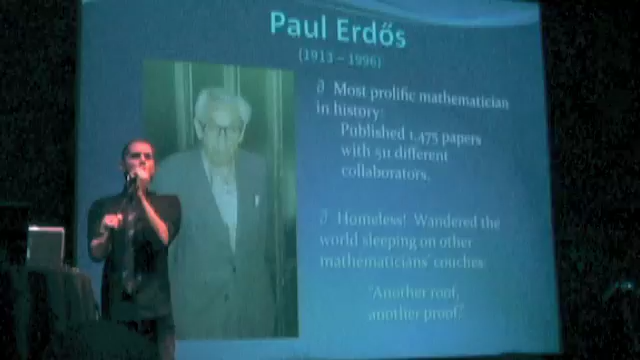 Paul Erdős
(1913 – 1996)
∂ Most prolific mathematician
in history:
Published 1,475 papers
with 511 different
collaborators.
∂ Homeless! Wandered the
world sleeping on other
mathematicians' couches
"Another roof,
another proof!"